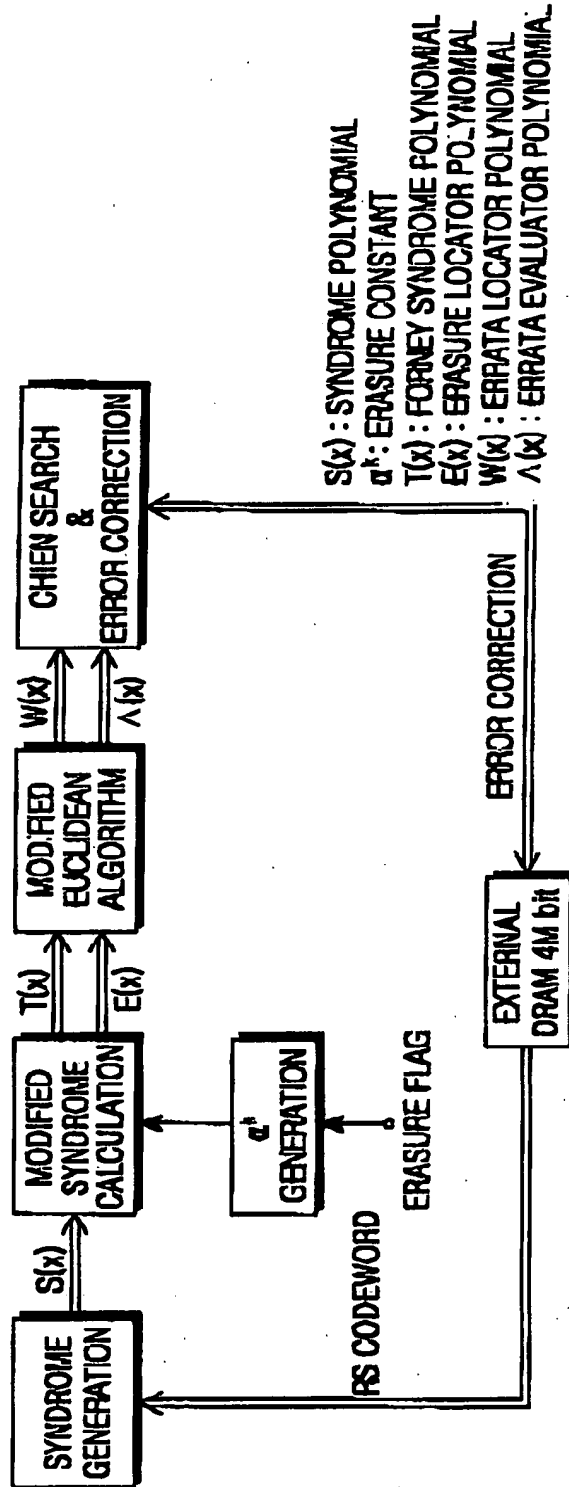 SYNDROME
GENERATION
S(x)
MODIFIED
SYNDROME
CALCULATION
T(x)
E(x)
MODIFIED
EUCLIDEAN
ALGORITHM
W(x)
Λ(x)
CHIEN SEARCH
&
ERROR CORRECTION
α^k
GENERATION
ERASURE FLAG
RS CODEWORD
EXTERNAL
DRAM 4M bit
ERROR CORRECTION
S(x) : SYNDROME POLYNOMIAL
α^k : ERASURE CONSTANT
T(x) : FORNEY SYNDROME POLYNOMIAL
E(x) : ERASURE LOCATOR POLYNOMIAL
W(x) : ERRATA LOCATOR POLYNOMIAL
Λ(x) : ERRATA EVALUATOR POLYNOMIAL